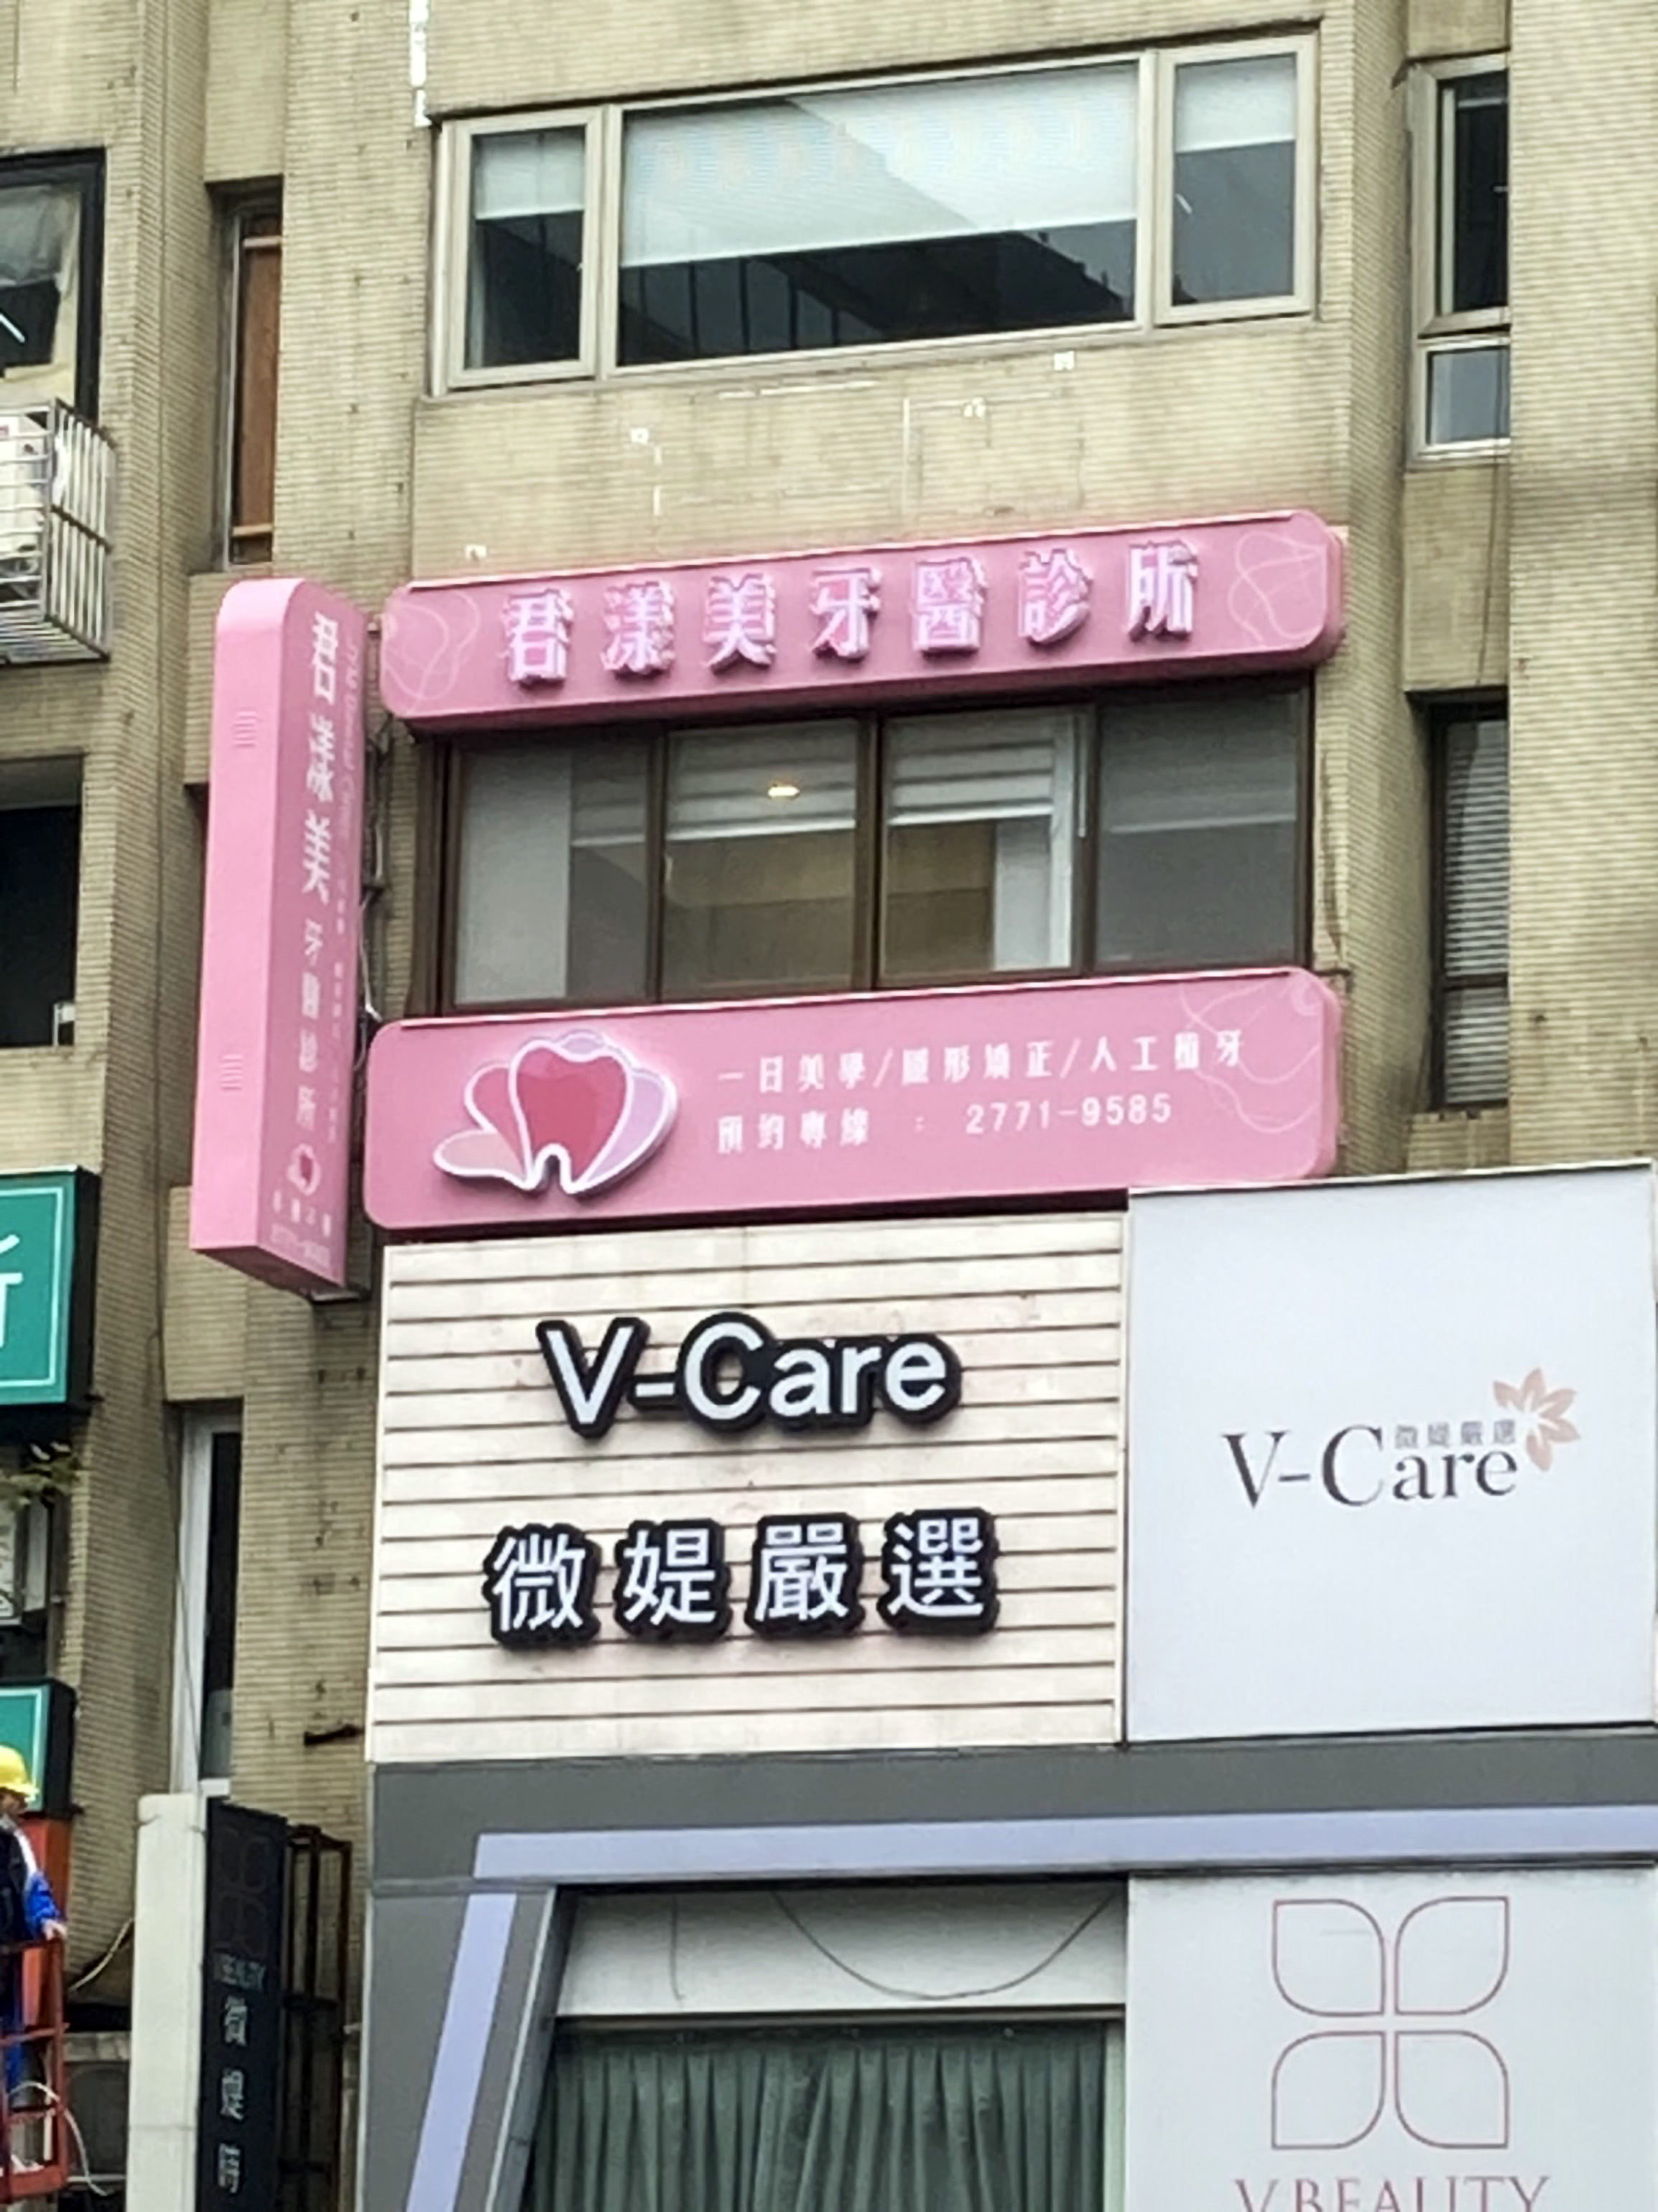 君漾美牙醫診所
君漾美牙醫診所
一日美學/隱形矯正/人工植牙
預約專線 : 2771-9585
V-Care
微媞嚴選
微媞嚴選
V-Care
VBEAUTY
微媞時
V BEAUTY